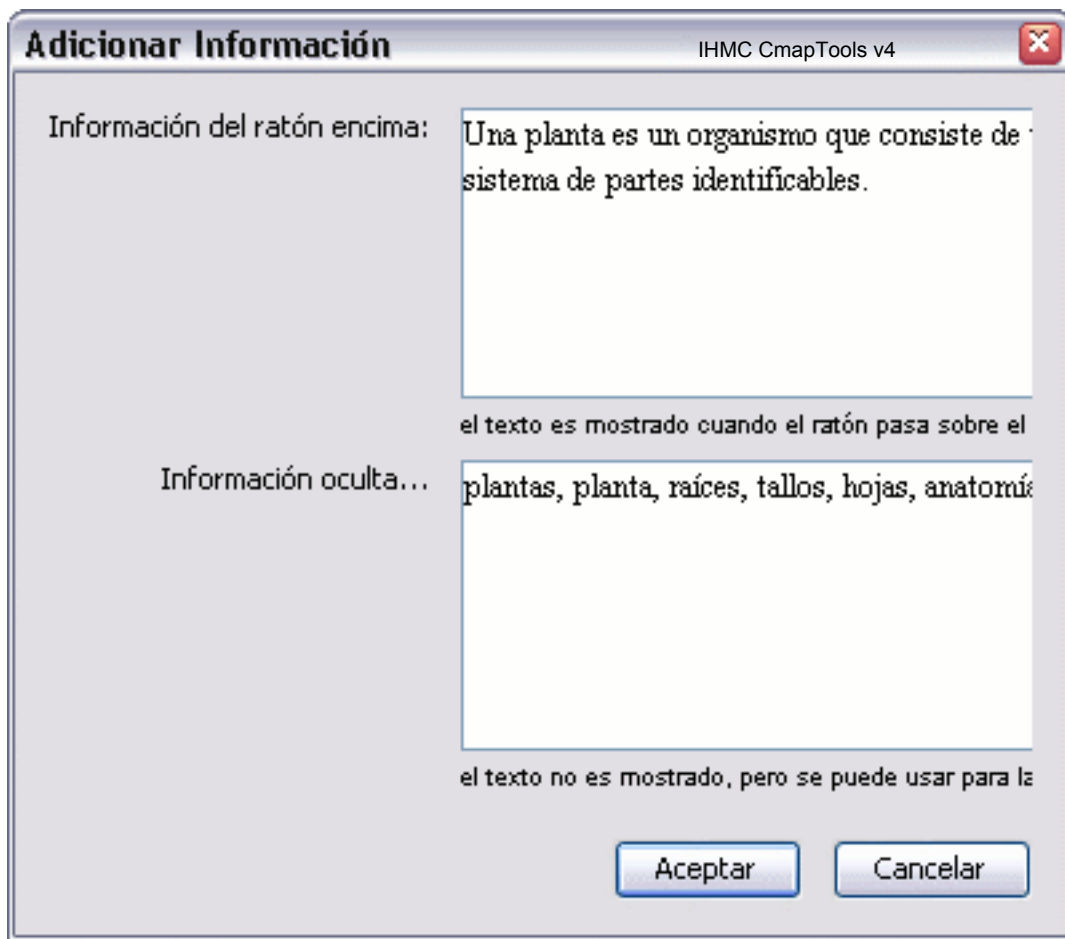 Adicionar Información IHMC CmapTools v4
Información del ratón encima:
Una planta es un organismo que consiste de
sistema de partes identificables.
el texto es mostrado cuando el ratón pasa sobre el
Información oculta...
plantas, planta, raíces, tallos, hojas, anatomía
el texto no es mostrado, pero se puede usar para la
Aceptar Cancelar